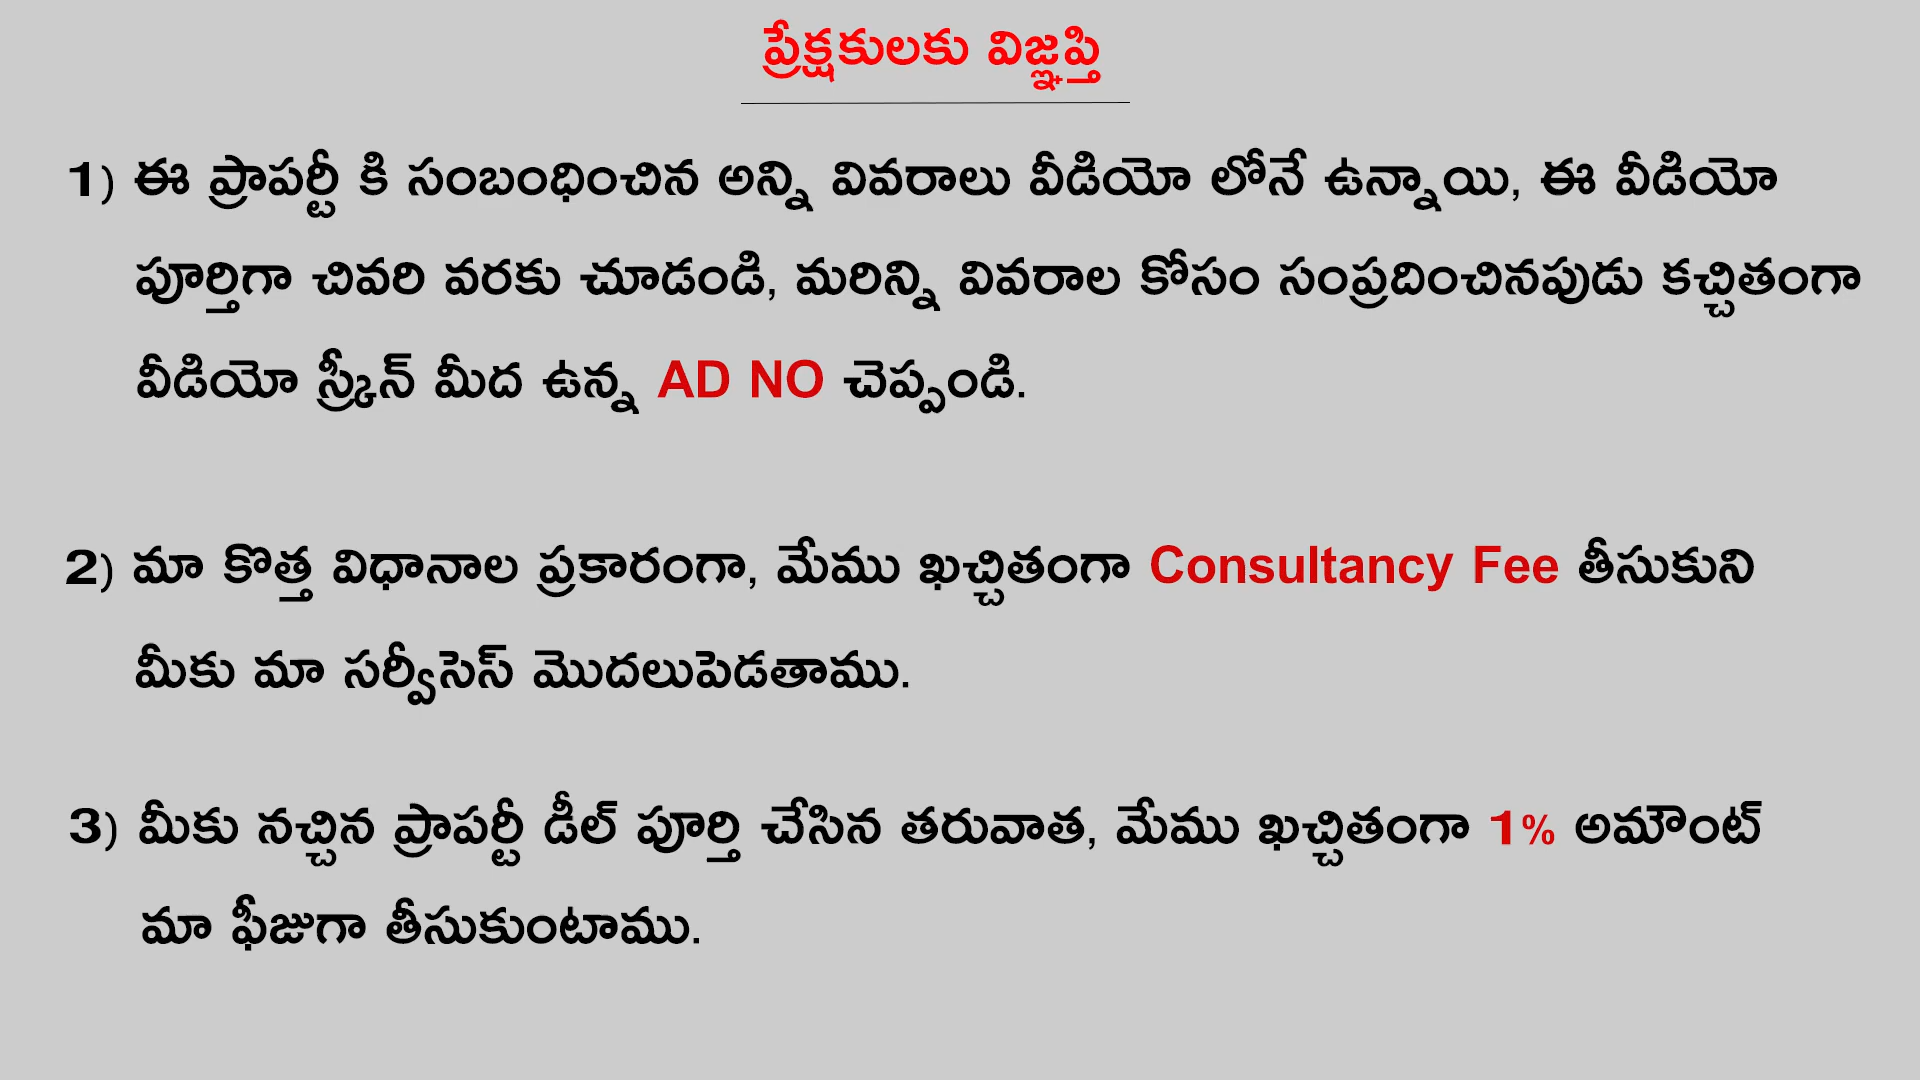 ప్రేక్షకులకు విజ్ఞప్తి
1) ఈ ప్రాపర్టీ కి సంబంధించిన అన్ని వివరాలు వీడియో లోనే ఉన్నాయి, ఈ వీడియో
పూర్తిగా చివరి వరకు చూడండి, మరిన్ని వివరాల కోసం సంప్రదించినపుడు కచ్చితంగా
వీడియో స్క్రీన్ మీద ఉన్న AD NO చెప్పండి.
2) మా కొత్త విధానాల ప్రకారంగా, మేము ఖచ్చితంగా Consultancy Fee తీసుకుని
మీకు మా సర్వీసెస్ మొదలుపెడతాము.
3) మీకు నచ్చిన ప్రాపర్టీ డీల్ పూర్తి చేసిన తరువాత, మేము ఖచ్చితంగా 1% అమౌంట్
మా ఫీజుగా తీసుకుంటాము.